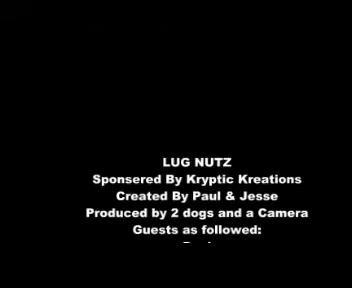 LUG NUTZ
Sponsered By Kryptic Kreations
Created By Paul & Jesse
Produced by 2 dogs and a Camera
Guests as followed: